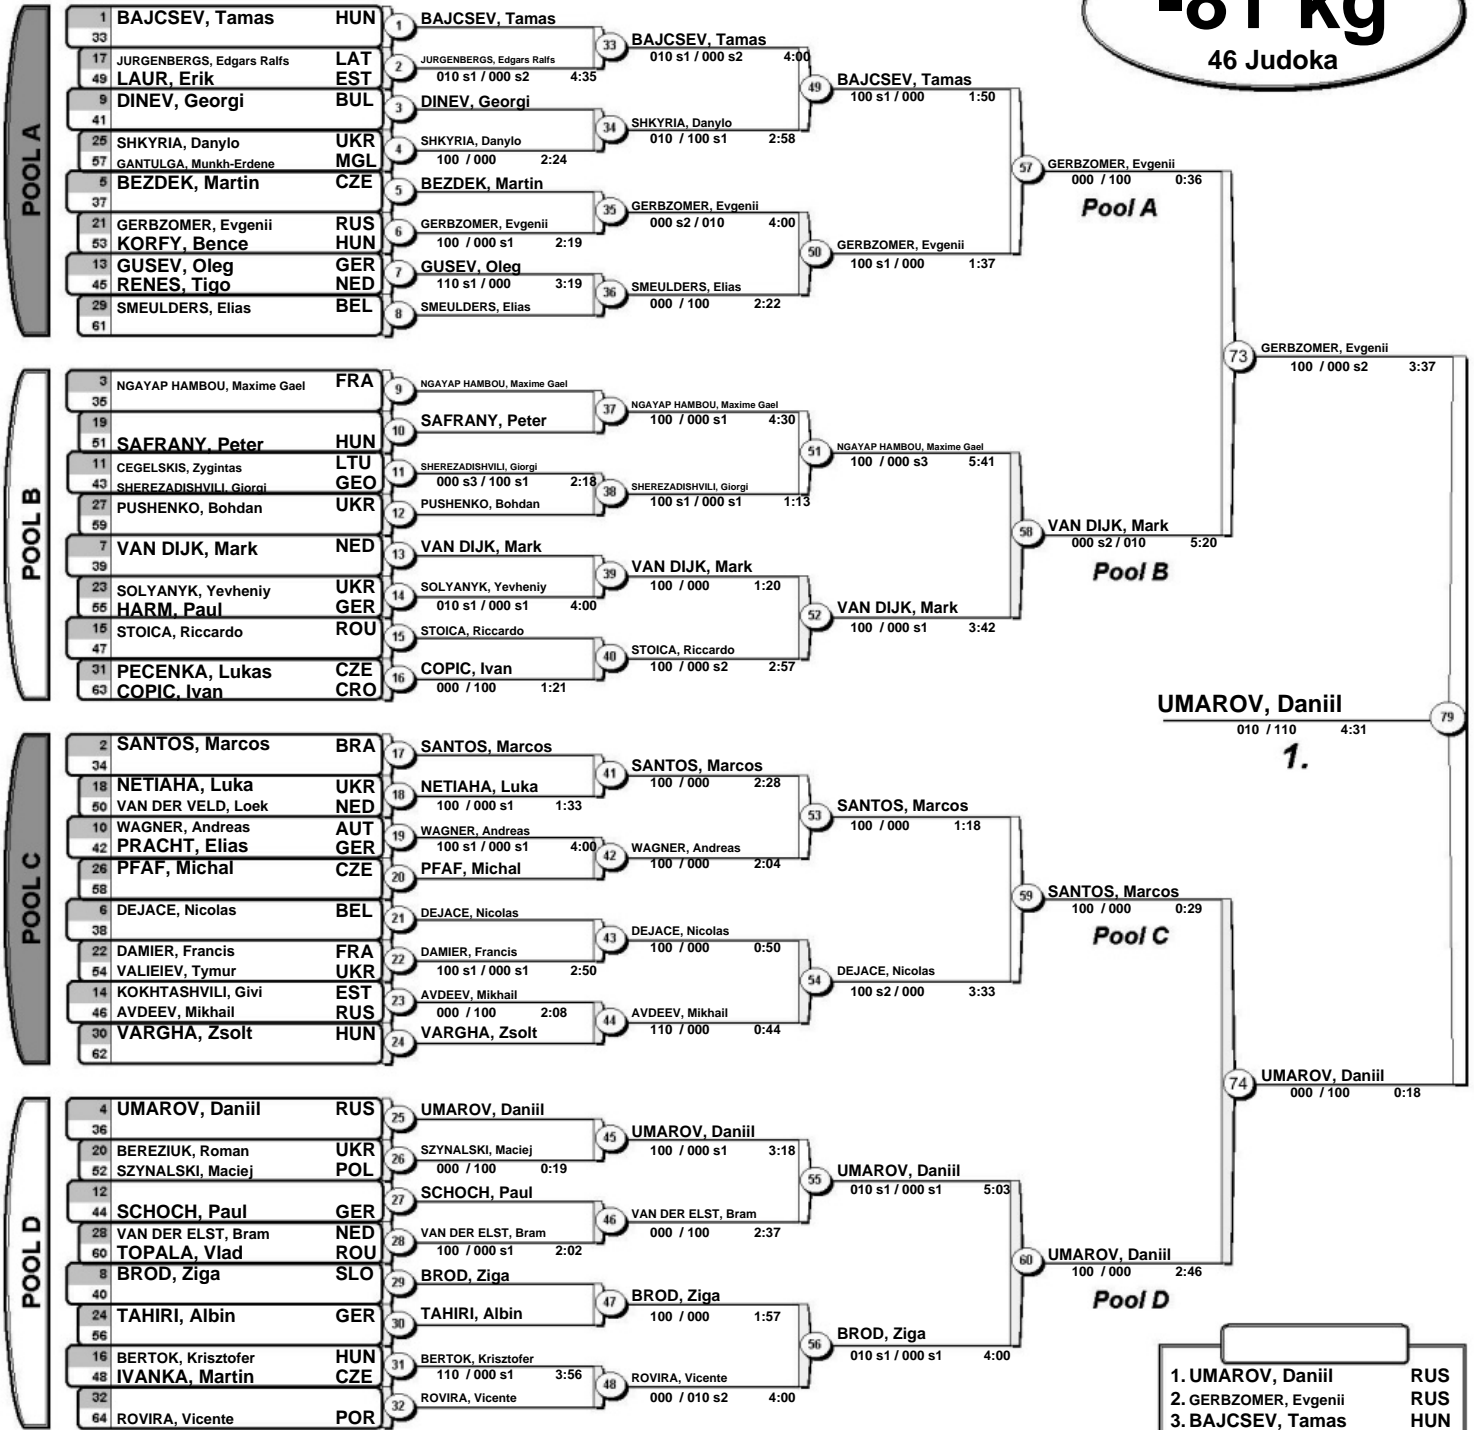 -81 kg
46 Judoka
POOL A
1 BAJCSEV, Tamas HUN
33
17 JURGENBERGS, Edgars Ralfs LAT
49 LAUR, Erik EST
9 DINEV, Georgi BUL
41
25 SHKYRIA, Danylo UKR
57 GANTULGA, Munkh-Erdene MGL
5 BEZDEK, Martin CZE
37
21 GERBZOMER, Evgenii RUS
53 KORFY, Bence HUN
13 GUSEV, Oleg GER
45 RENES, Tigo NED
29 SMEULDERS, Elias BEL
61
1 BAJCSEV, Tamas
2 JURGENBERGS, Edgars Ralfs
010 s1 / 000 s2 4:35
3 DINEV, Georgi
4 SHKYRIA, Danylo
100 / 000 2:24
5 BEZDEK, Martin
6 GERBZOMER, Evgenii
100 / 000 s1 2:19
7 GUSEV, Oleg
110 s1 / 000 3:19
8 SMEULDERS, Elias
33 BAJCSEV, Tamas
010 s1 / 000 s2 4:00
34 SHKYRIA, Danylo
010 / 100 s1 2:58
35 GERBZOMER, Evgenii
000 s2 / 010 4:00
36 SMEULDERS, Elias
000 / 100 2:22
49 BAJCSEV, Tamas
100 s1 / 000 1:50
50 GERBZOMER, Evgenii
100 s1 / 000 1:37
57 GERBZOMER, Evgenii
000 / 100 0:36
Pool A
POOL B
3 NGAYAP HAMBOU, Maxime Gael FRA
35
19
51 SAFRANY, Peter HUN
11 CEGELSKIS, Zygintas LTU
43 SHEREZADISHVILI, Giorgi GEO
27 PUSHENKO, Bohdan UKR
59
7 VAN DIJK, Mark NED
39
23 SOLYANYK, Yevheniy UKR
55 HARM, Paul GER
15 STOICA, Riccardo ROU
47
31 PECENKA, Lukas CZE
63 COPIC, Ivan CRO
9 NGAYAP HAMBOU, Maxime Gael
10 SAFRANY, Peter
11 SHEREZADISHVILI, Giorgi
000 s3 / 100 s1 2:18
12 PUSHENKO, Bohdan
13 VAN DIJK, Mark
14 SOLYANYK, Yevheniy
010 s1 / 000 s1 4:00
15 STOICA, Riccardo
16 COPIC, Ivan
000 / 100 1:21
37 NGAYAP HAMBOU, Maxime Gael
100 / 000 s1 4:30
38 SHEREZADISHVILI, Giorgi
100 s1 / 000 s1 1:13
39 VAN DIJK, Mark
100 / 000 1:20
40 STOICA, Riccardo
100 / 000 s2 2:57
51 NGAYAP HAMBOU, Maxime Gael
100 / 000 s3 5:41
52 VAN DIJK, Mark
100 / 000 s1 3:42
58 VAN DIJK, Mark
000 s2 / 010 5:20
Pool B
73 GERBZOMER, Evgenii
100 / 000 s2 3:37
POOL C
2 SANTOS, Marcos BRA
34
18 NETIAHA, Luka UKR
50 VAN DER VELD, Loek NED
10 WAGNER, Andreas AUT
42 PRACHT, Elias GER
26 PFAF, Michal CZE
58
6 DEJACE, Nicolas BEL
38
22 DAMIER, Francis FRA
54 VALIEIEV, Tymur UKR
14 KOKHTASHVILI, Givi EST
46 AVDEEV, Mikhail RUS
30 VARGHA, Zsolt HUN
62
17 SANTOS, Marcos
18 NETIAHA, Luka
100 / 000 s1 1:33
19 WAGNER, Andreas
100 s1 / 000 s1 4:00
20 PFAF, Michal
21 DEJACE, Nicolas
22 DAMIER, Francis
100 s1 / 000 s1 2:50
23 AVDEEV, Mikhail
000 / 100 2:08
24 VARGHA, Zsolt
41 SANTOS, Marcos
100 / 000 2:28
42 WAGNER, Andreas
100 / 000 2:04
43 DEJACE, Nicolas
100 / 000 0:50
44 AVDEEV, Mikhail
110 / 000 0:44
53 SANTOS, Marcos
100 / 000 1:18
54 DEJACE, Nicolas
100 s2 / 000 3:33
59 SANTOS, Marcos
100 / 000 0:29
Pool C
POOL D
4 UMAROV, Daniil RUS
36
20 BEREZIUK, Roman UKR
52 SZYNALSKI, Maciej POL
12
44 SCHOCH, Paul GER
28 VAN DER ELST, Bram NED
60 TOPALA, Vlad ROU
8 BROD, Ziga SLO
40
24 TAHIRI, Albin GER
56
16 BERTOK, Krisztofer HUN
48 IVANKA, Martin CZE
32
64 ROVIRA, Vicente POR
25 UMAROV, Daniil
26 SZYNALSKI, Maciej
000 / 100 0:19
27 SCHOCH, Paul
28 VAN DER ELST, Bram
100 / 000 s1 2:02
29 BROD, Ziga
30 TAHIRI, Albin
31 BERTOK, Krisztofer
110 / 000 s1 3:56
32 ROVIRA, Vicente
45 UMAROV, Daniil
100 / 000 s1 3:18
46 VAN DER ELST, Bram
000 / 100 2:37
47 BROD, Ziga
100 / 000 1:57
48 ROVIRA, Vicente
000 / 010 s2 4:00
55 UMAROV, Daniil
010 s1 / 000 s1 5:03
56 BROD, Ziga
010 s1 / 000 s1 4:00
60 UMAROV, Daniil
100 / 000 2:46
Pool D
74 UMAROV, Daniil
000 / 100 0:18
UMAROV, Daniil 79
010 / 110 4:31
1.
1. UMAROV, Daniil RUS
2. GERBZOMER, Evgenii RUS
3. BAJCSEV, Tamas HUN